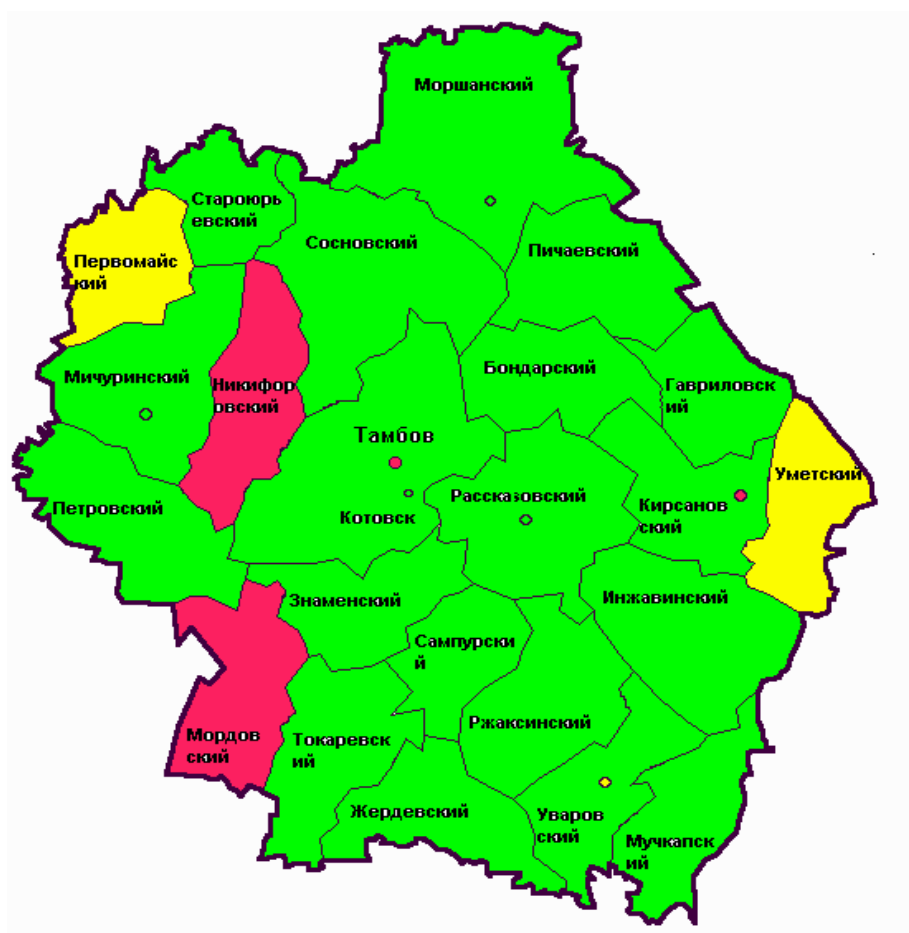 Моршанский
Староюрь
евский
Сосновский
Пичаевский
Первомайс
кий
Мичуринский
Никифор
овский
Бондарский
Гавриловск
ий
Тамбов
Уметский
Петровский
Котовск
Рассказовский
Кирсанов
ский
Знаменский
Инжавинский
Сампурски
й
Мордов
ский
Токаревск
ий
Ржаксинский
Жердевский
Уваров
ский
Мучкапск
ий